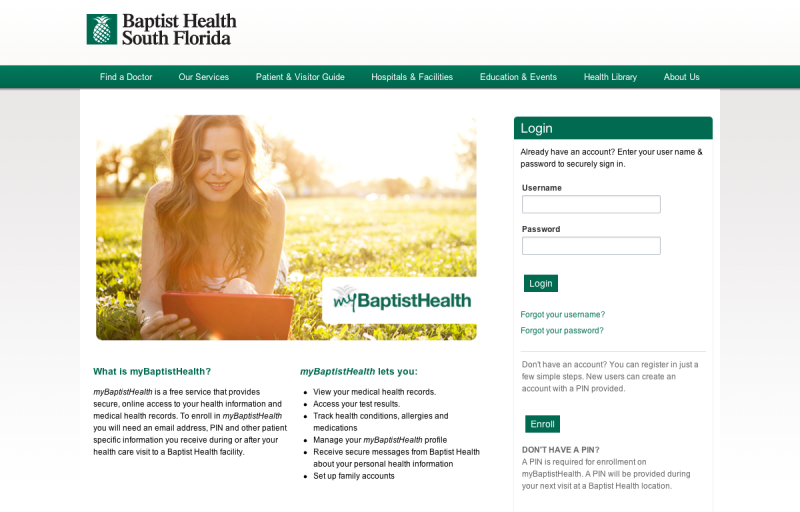 Baptist Health
South Florida
Find a Doctor
Our Services
Patient & Visitor Guide
Hospitals & Facilities
Education & Events
Health Library
About Us
myBaptistHealth
What is myBaptistHealth?
myBaptistHealth is a free service that provides
secure, online access to your health information and
medical health records. To enroll in myBaptistHealth
you will need an email address, PIN and other patient
specific information you receive during or after your
health care visit to a Baptist Health facility.
myBaptistHealth lets you:
• View your medical health records.
• Access your test results.
• Track health conditions, allergies and
medications
• Manage your myBaptistHealth profile
• Receive secure messages from Baptist Health
about your personal health information
• Set up family accounts
Login
Already have an account? Enter your user name &
password to securely sign in.
Username
Password
Login
Forgot your username?
Forgot your password?
Don't have an account? You can register in just a
few simple steps. New users can create an
account with a PIN provided.
Enroll
DON'T HAVE A PIN?
A PIN is required for enrollment on
myBaptistHealth. A PIN will be provided during
your next visit at a Baptist Health location.